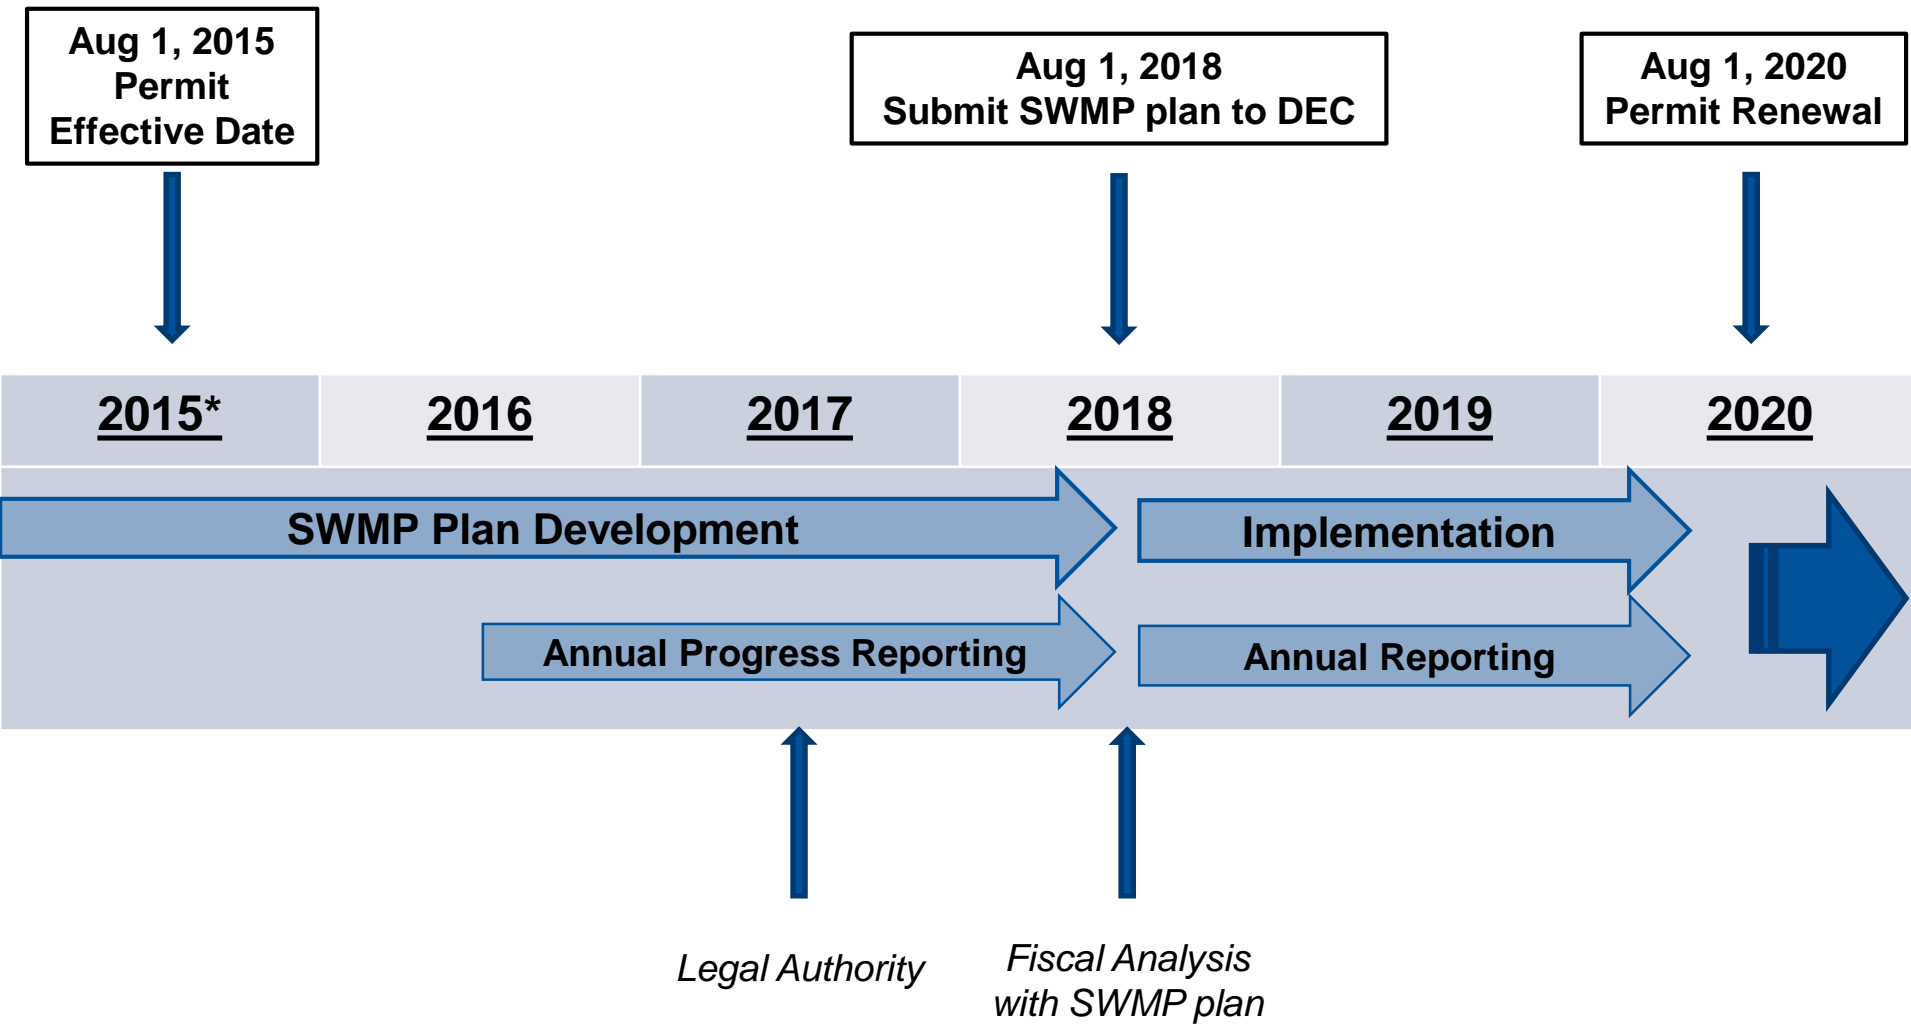 Aug 1, 2015
Permit
Effective Date
Aug 1, 2018
Submit SWMP plan to DEC
Aug 1, 2020
Permit Renewal
2015*
2016
2017
2018
2019
2020
SWMP Plan Development
Implementation
Annual Progress Reporting
Annual Reporting
Legal Authority
Fiscal Analysis
with SWMP plan